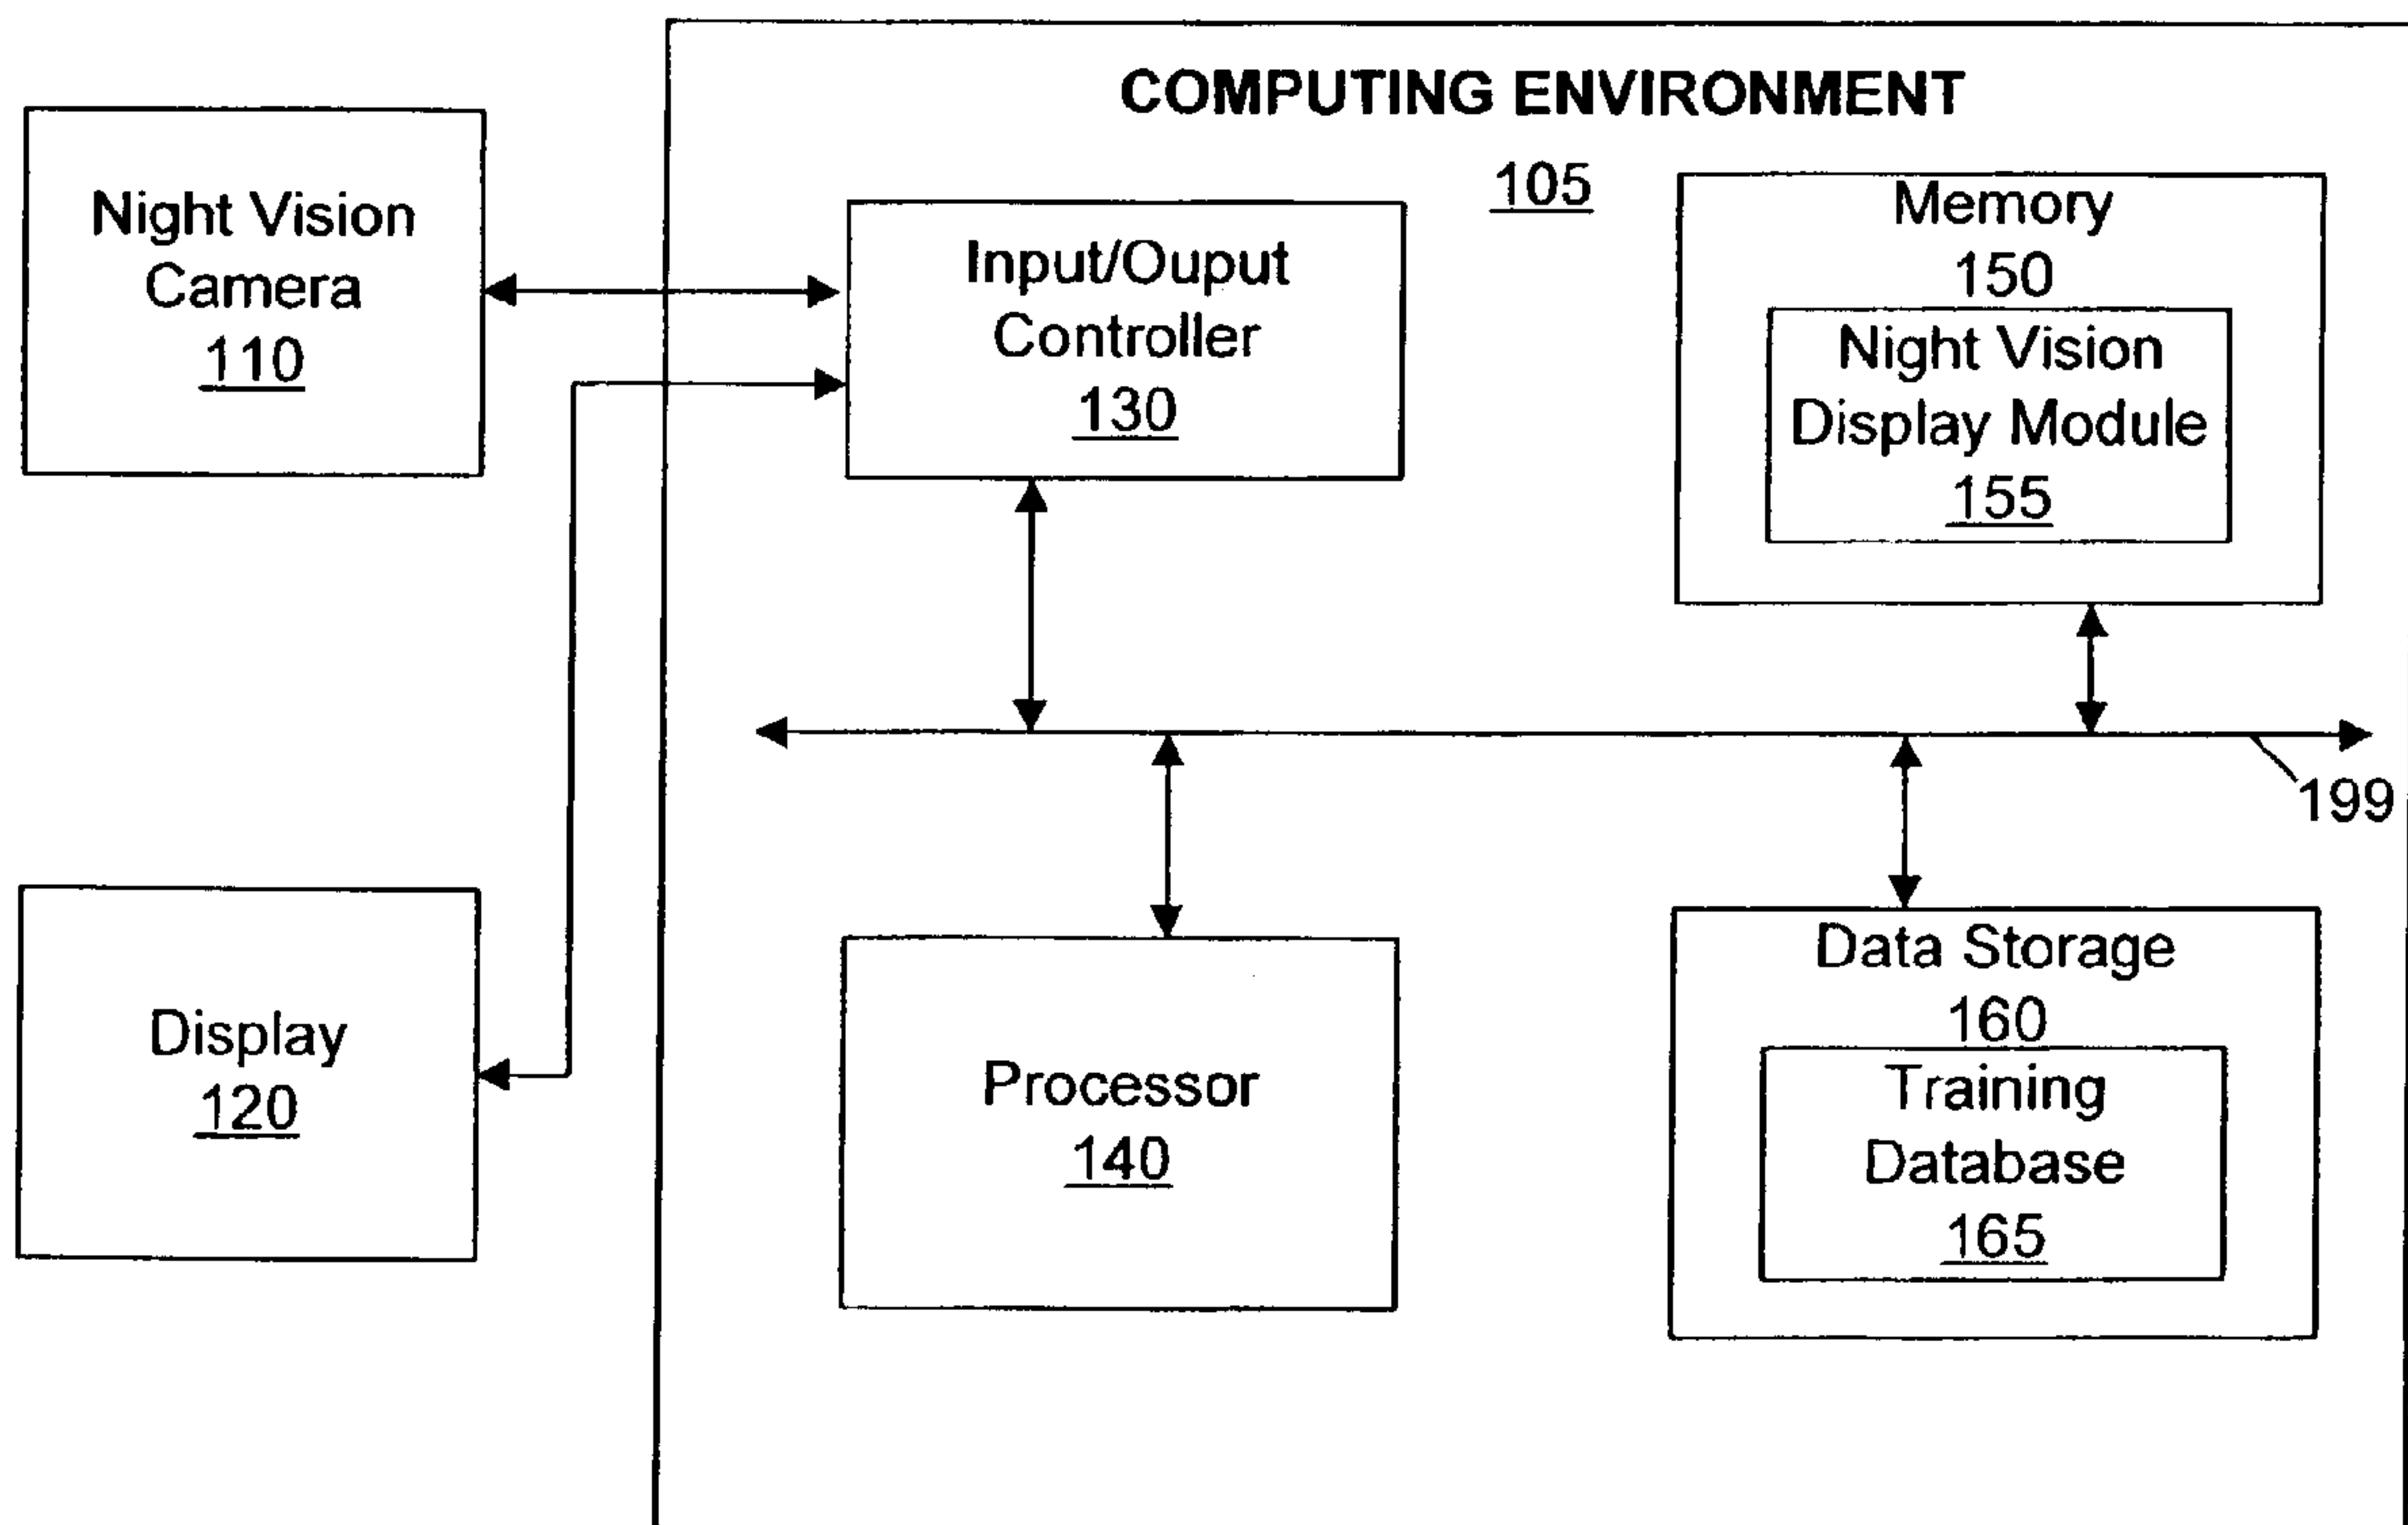 COMPUTING ENVIRONMENT
105
Night Vision
Camera
110
Input/Ouput
Controller
130
Memory
150
Night Vision
Display Module
155
199
Display
120
Processor
140
Data Storage
160
Training
Database
165